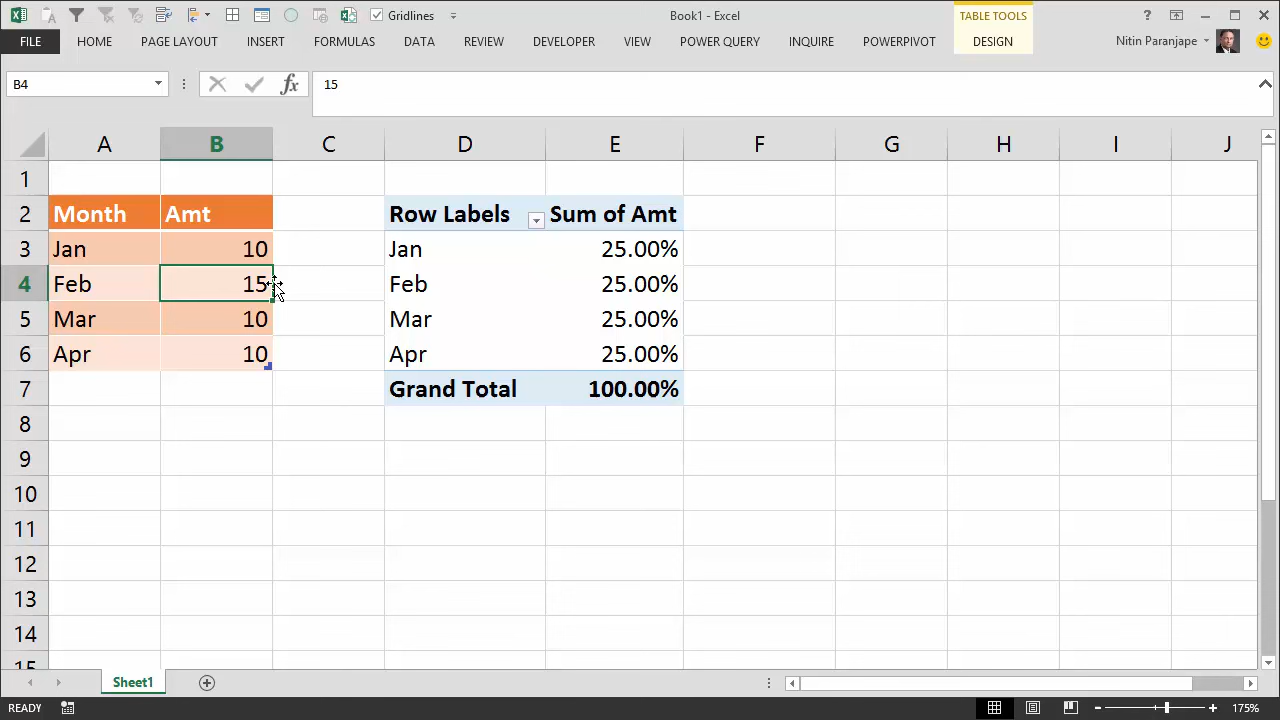 Gridlines
Book1 - Excel
TABLE TOOLS
?
FILE
HOME
PAGE LAYOUT
INSERT
FORMULAS
DATA
REVIEW
DEVELOPER
VIEW
POWER QUERY
INQUIRE
POWERPIVOT
DESIGN
Nitin Paranjape
B4
fx
15
A B C D E F G H I J
1
2 Month Amt Row Labels Sum of Amt
3 Jan 10 Jan 25.00%
4 Feb 15 Feb 25.00%
5 Mar 10 Mar 25.00%
6 Apr 10 Apr 25.00%
7 Grand Total 100.00%
8
9
10
11
12
13
14
15
Sheet1
READY
175%